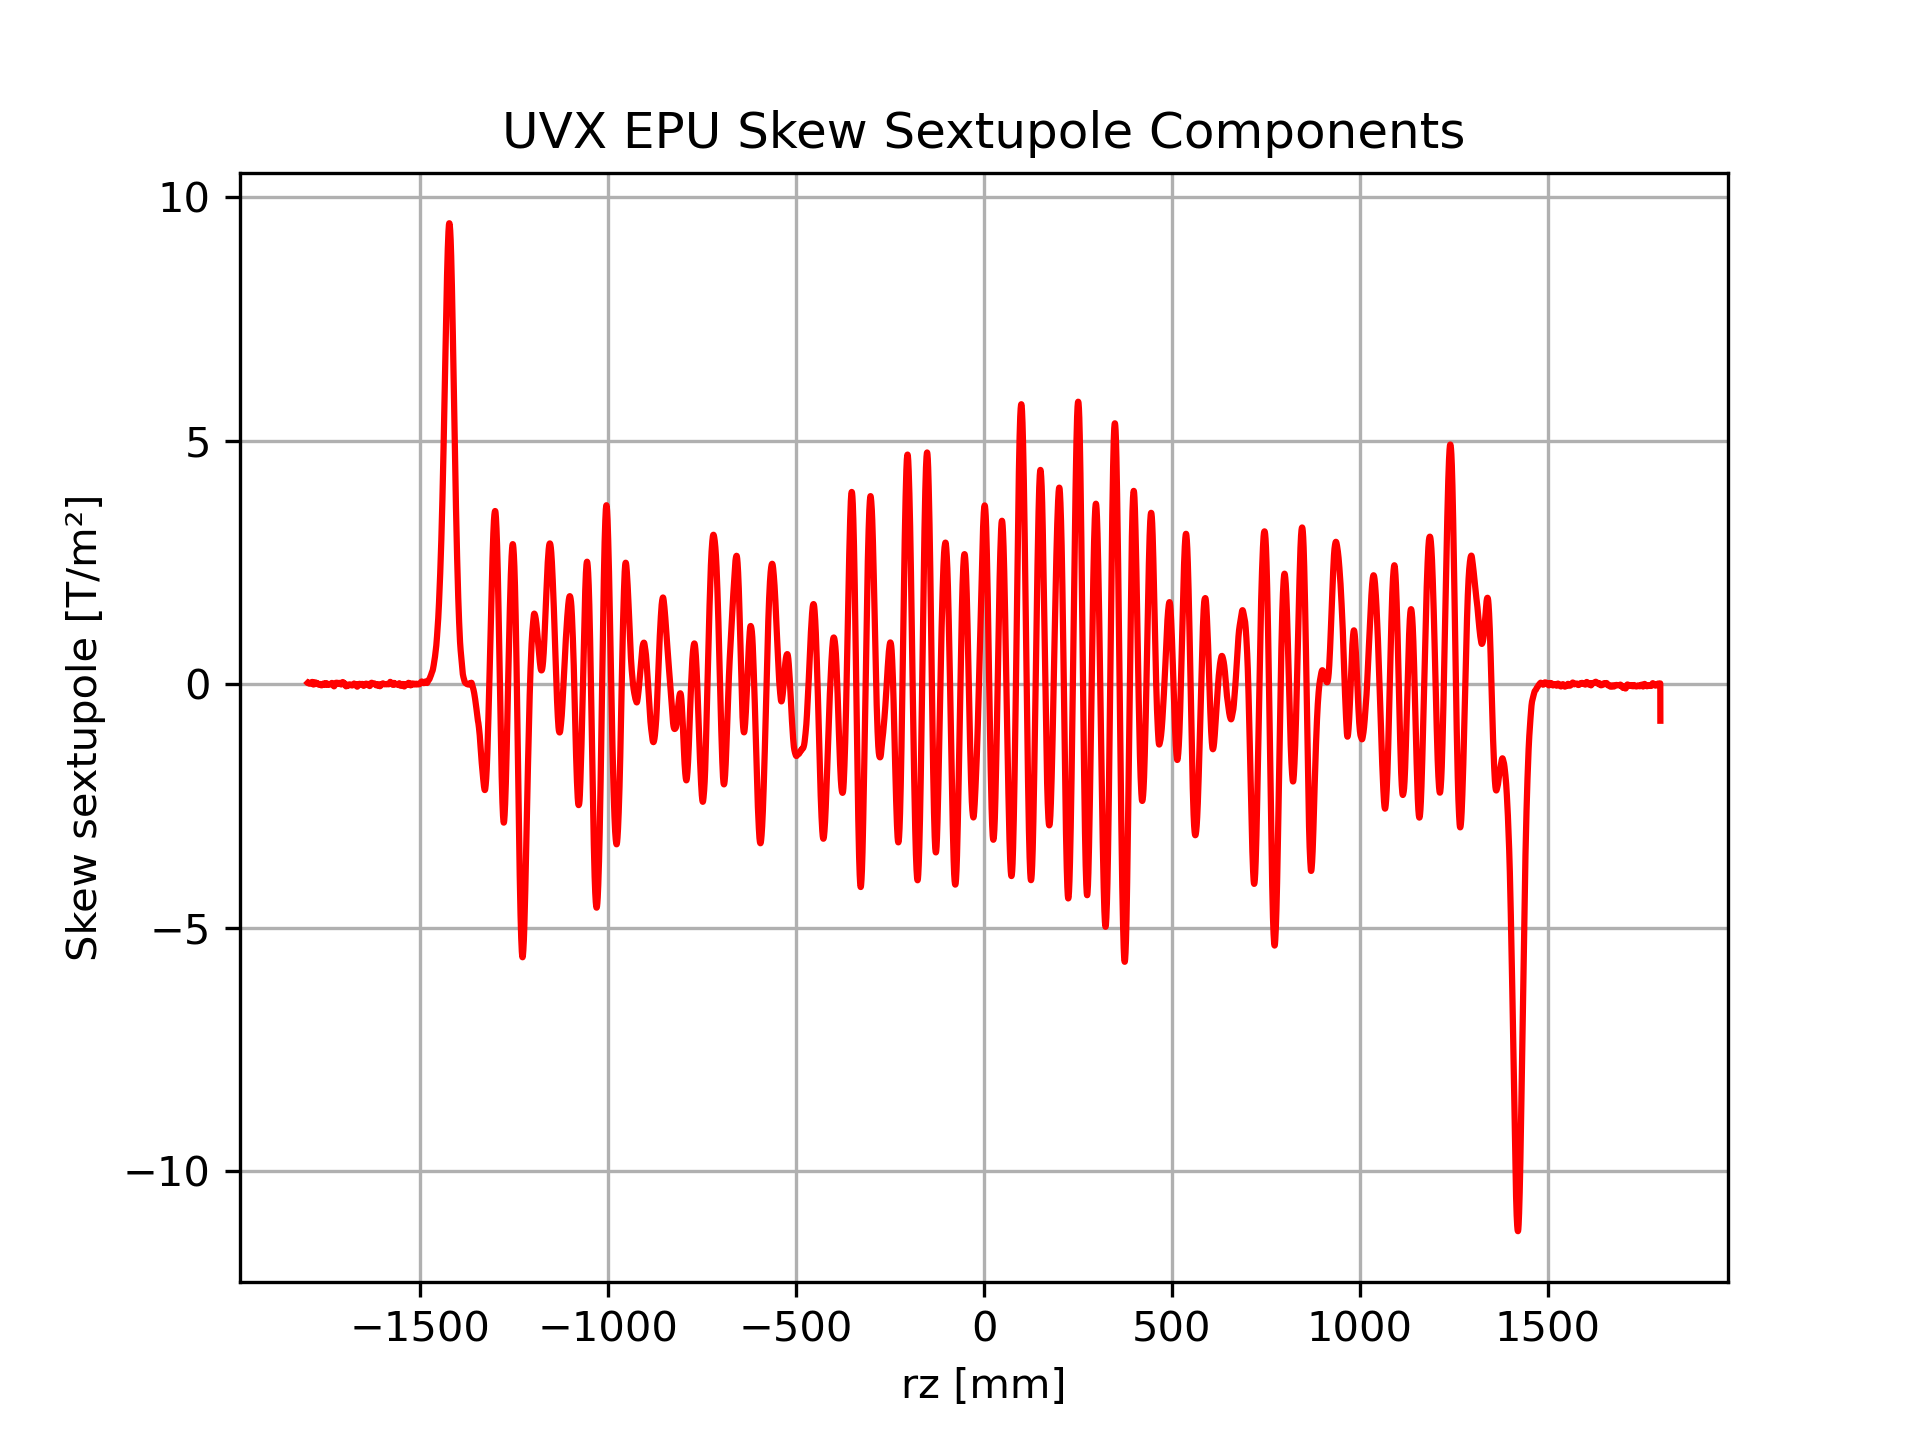 UVX EPU Skew Sextupole Components
10
5
0
−5
−10
Skew sextupole [T/m²]
−1500 −1000 −500 0 500 1000 1500
rz [mm]